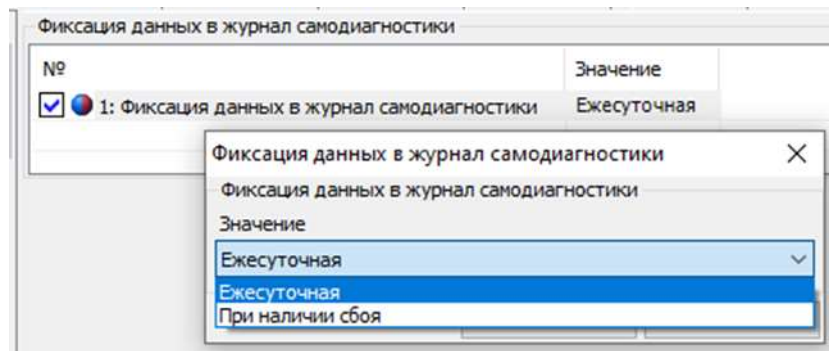 Фиксация данных в журнал самодиагностики
№ Значение
1: Фиксация данных в журнал самодиагностики Ежесуточная
Фиксация данных в журнал самодиагностики
Фиксация данных в журнал самодиагностики
Значение
Ежесуточная
Ежесуточная
При наличии сбоя